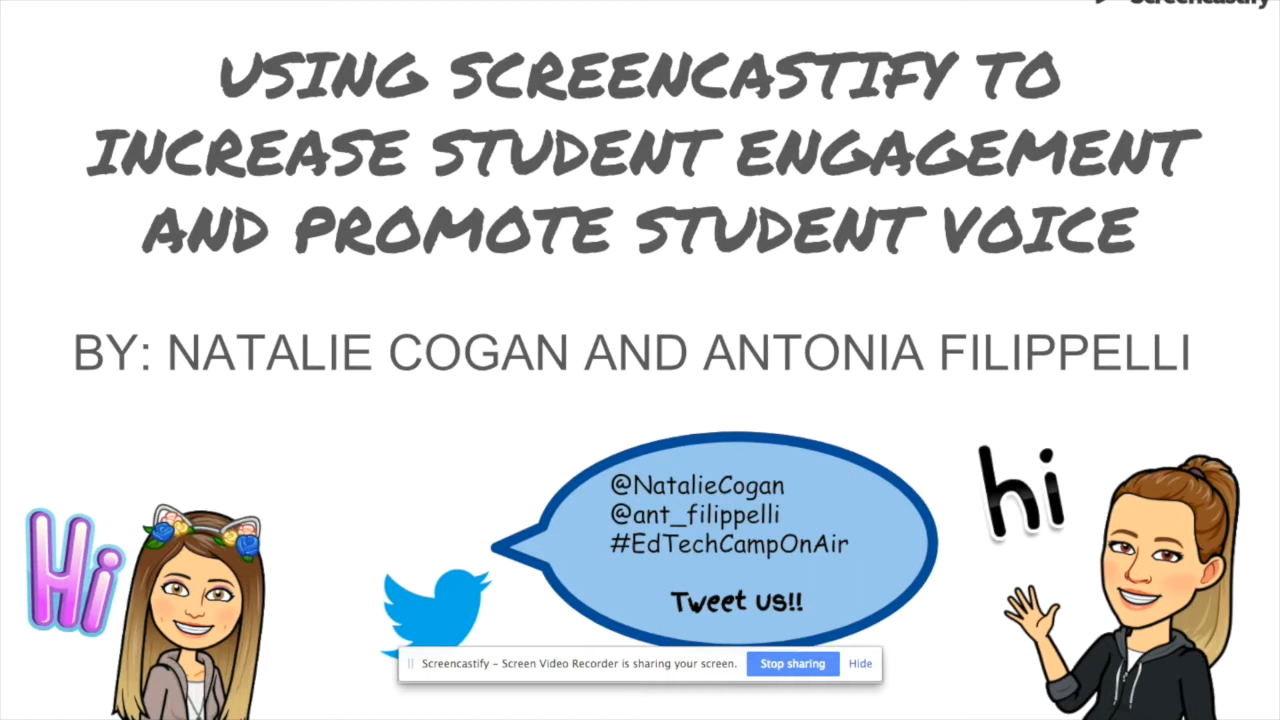 Screencastify
USING SCREENCASTIFY TO
INCREASE STUDENT ENGAGEMENT
AND PROMOTE STUDENT VOICE
BY: NATALIE COGAN AND ANTONIA FILIPPELLI
@NatalieCogan
@ant_filippelli
#EdTechCampOnAir
Tweet us!!
hi
Hi
Screencastify - Screen Video Recorder is sharing your screen. Stop sharing Hide